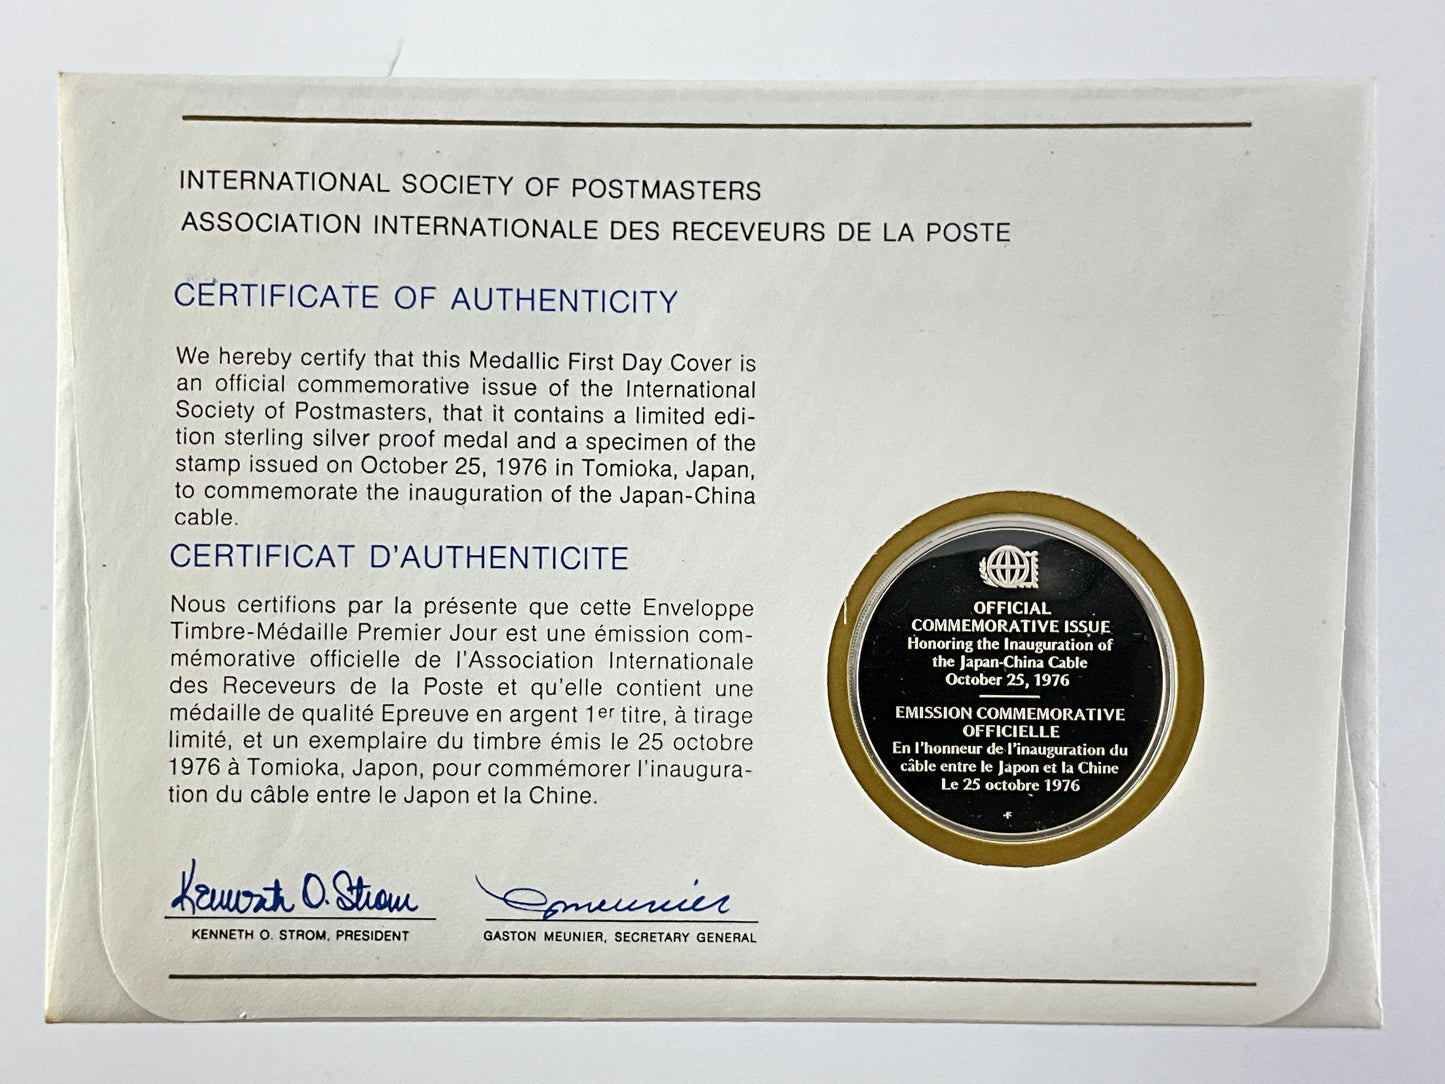 INTERNATIONAL SOCIETY OF POSTMASTERS
ASSOCIATION INTERNATIONALE DES RECEVEURS DE LA POSTE
CERTIFICATE OF AUTHENTICITY
We hereby certify that this Medallic First Day Cover is
an official commemorative issue of the International
Society of Postmasters, that it contains a limited edi-
tion sterling silver proof medal and a specimen of the
stamp issued on October 25, 1976 in Tomioka, Japan,
to commemorate the inauguration of the Japan-China
cable.
CERTIFICAT D'AUTHENTICITE
Nous certifions par la présente que cette Enveloppe
Timbre-Médaille Premier Jour est une émission com-
mémorative officielle de l'Association Internationale
des Receveurs de la Poste et qu'elle contient une
médaille de qualité Epreuve en argent 1er titre, à tirage
limité, et un exemplaire du timbre émis le 25 octobre
1976 à Tomioka, Japon, pour commémorer l'inaugura-
tion du câble entre le Japon et la Chine.
Kenneth O. Strom
KENNETH O. STROM, PRESIDENT
GMeunier
GASTON MEUNIER, SECRETARY GENERAL
OFFICIAL
COMMEMORATIVE ISSUE
Honoring the Inauguration of
the Japan-China Cable
October 25, 1976
EMISSION COMMEMORATIVE
OFFICIELLE
En l'honneur de l'inauguration du
câble entre le Japon et la Chine
Le 25 octobre 1976